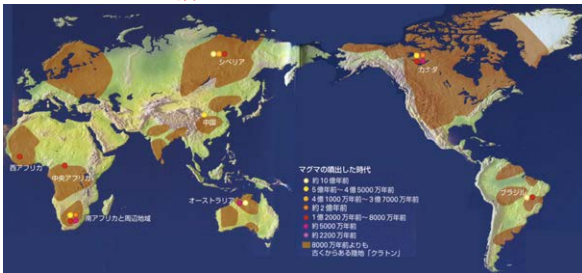 シベリア
カナダ
中国
西アフリカ
中央アフリカ
南アフリカと周辺地域
オーストラリア
ブラジル
マグマの噴出した時代
約10億年前
5億年前〜4億5000万年前
4億1000万年前〜3億7000万年前
約2億年前
1億2000万年前〜8000万年前
約5000万年前
約2200万年前
8000万年前よりも
古くからある陸地「クラトン」